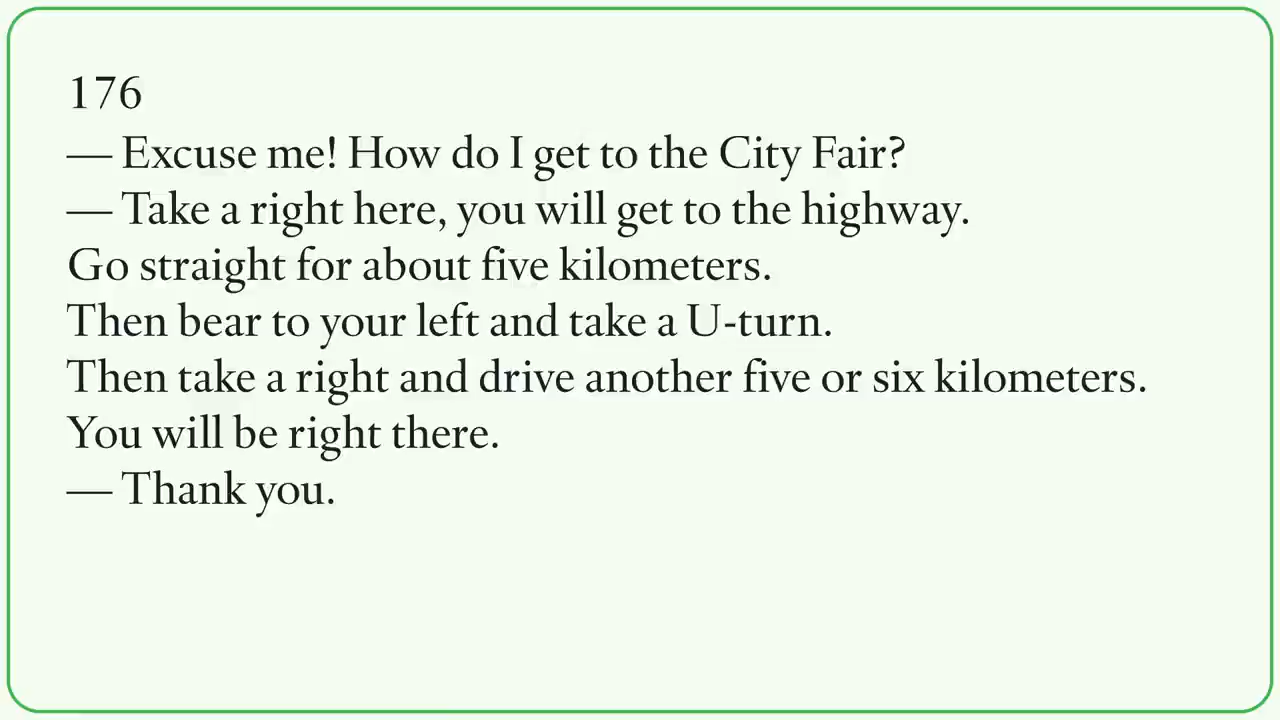 176
— Excuse me! How do I get to the City Fair?
— Take a right here, you will get to the highway.
Go straight for about five kilometers.
Then bear to your left and take a U-turn.
Then take a right and drive another five or six kilometers.
You will be right there.
— Thank you.